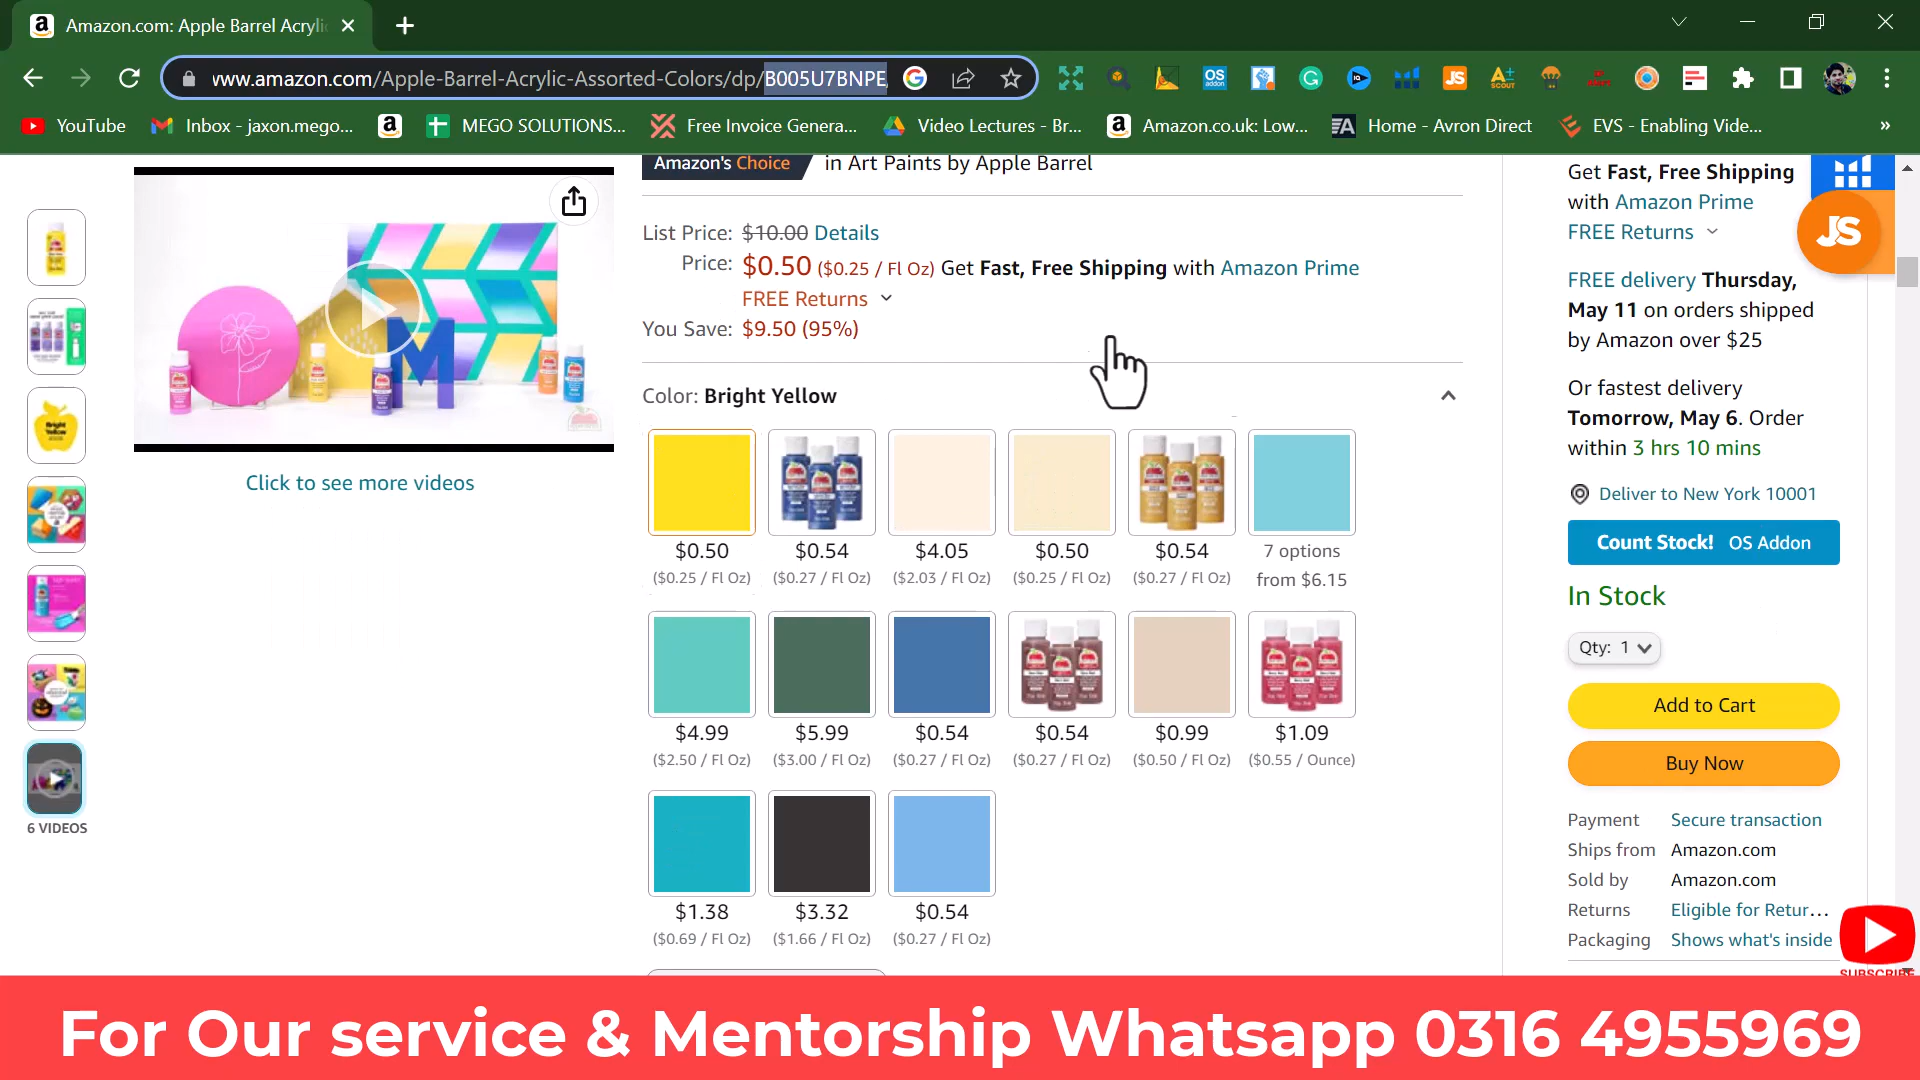 Amazon.com: Apple Barrel Acrylic
www.amazon.com/Apple-Barrel-Acrylic-Assorted-Colors/dp/B005U7BNPE/
YouTube
Inbox - jaxon.mego...
MEGO SOLUTIONS...
Free Invoice Genera...
Video Lectures - Br...
Amazon.co.uk: Low...
Home - Avron Direct
EVS - Enabling Vide...
»
Amazon's Choice in Art Paints by Apple Barrel
List Price: $10.00 Details
Price: $0.50 ($0.25 / Fl Oz) Get Fast, Free Shipping with Amazon Prime
FREE Returns
You Save: $9.50 (95%)
Color: Bright Yellow
$0.50 $0.54 $4.05 $0.50 $0.54 7 options
($0.25 / Fl Oz) ($0.27 / Fl Oz) ($2.03 / Fl Oz) ($0.25 / Fl Oz) ($0.27 / Fl Oz) from $6.15
$4.99 $5.99 $0.54 $0.54 $0.99 $1.09
($2.50 / Fl Oz) ($3.00 / Fl Oz) ($0.27 / Fl Oz) ($0.27 / Fl Oz) ($0.50 / Fl Oz) ($0.55 / Ounce)
$1.38 $3.32 $0.54
($0.69 / Fl Oz) ($1.66 / Fl Oz) ($0.27 / Fl Oz)
M
Click to see more videos
Bright Yellow
6 VIDEOS
Get Fast, Free Shipping
with Amazon Prime
FREE Returns
JS
FREE delivery Thursday,
May 11 on orders shipped
by Amazon over $25
Or fastest delivery
Tomorrow, May 6. Order
within 3 hrs 10 mins
Deliver to New York 10001
Count Stock! OS Addon
In Stock
Qty: 1
Add to Cart
Buy Now
Payment Secure transaction
Ships from Amazon.com
Sold by Amazon.com
Returns Eligible for Retur...
Packaging Shows what's inside
SUBSCRIBE
For Our service & Mentorship Whatsapp 0316 4955969